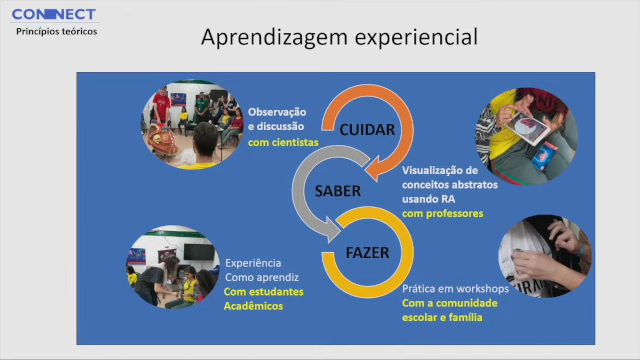 CONNECT
Princípios teóricos
Aprendizagem experiencial
Observação
e discussão
com cientistas
CUIDAR
Visualização de
conceitos abstratos
usando RA
com professores
SABER
FAZER
Experiência
Como aprendiz
Com estudantes
Acadêmicos
Prática em workshops
Com a comunidade
escolar e família